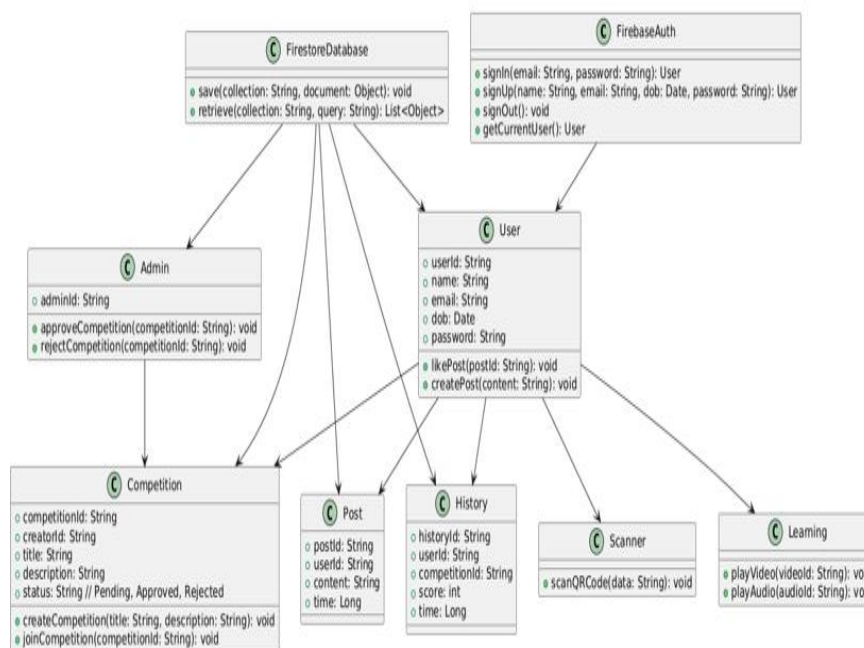 C FirestoreDatabase
save(collection: String, document: Object): void
retrieve(collection: String, query: String): List<Object>
C FirebaseAuth
signIn(email: String, password: String): User
signUp(name: String, email: String, dob: Date, password: String): User
signOut(): void
getCurrentUser(): User
C Admin
adminId: String
approveCompetition(competitionId: String): void
rejectCompetition(competitionId: String): void
C User
userId: String
name: String
email: String
dob: Date
password: String
likePost(postId: String): void
createPost(content: String): void
C Competition
competitionId: String
creatorId: String
title: String
description: String
status: String // Pending, Approved, Rejected
createCompetition(title: String, description: String): void
joinCompetition(competitionId: String): void
C Post
postId: String
userId: String
content: String
time: Long
C History
historyId: String
userId: String
competitionId: String
score: int
time: Long
C Scanner
scanQRCode(data: String): void
C Learning
playVideo(videoId: String): vo
playAudio(audioId: String): vo